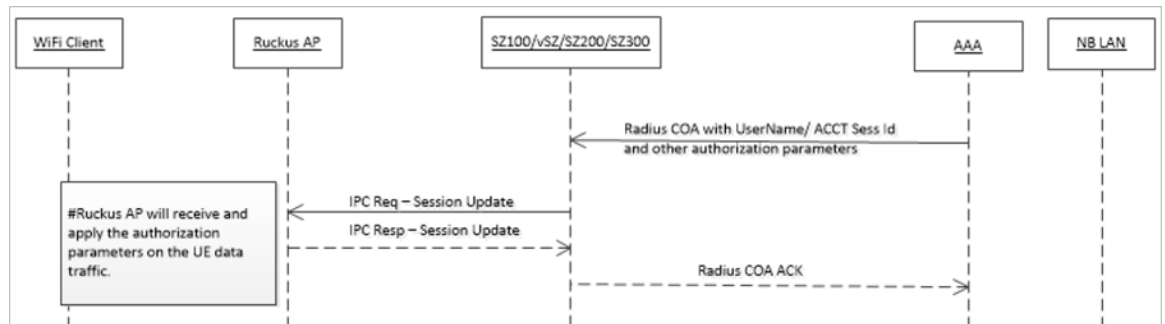 WiFi Client
Ruckus AP
SZ100/vSZ/SZ200/SZ300
AAA
NB LAN
Radius COA with UserName/ ACCT Sess Id
and other authorization parameters
IPC Req – Session Update
#Ruckus AP will receive and
apply the authorization
parameters on the UE data
traffic.
IPC Resp – Session Update
Radius COA ACK